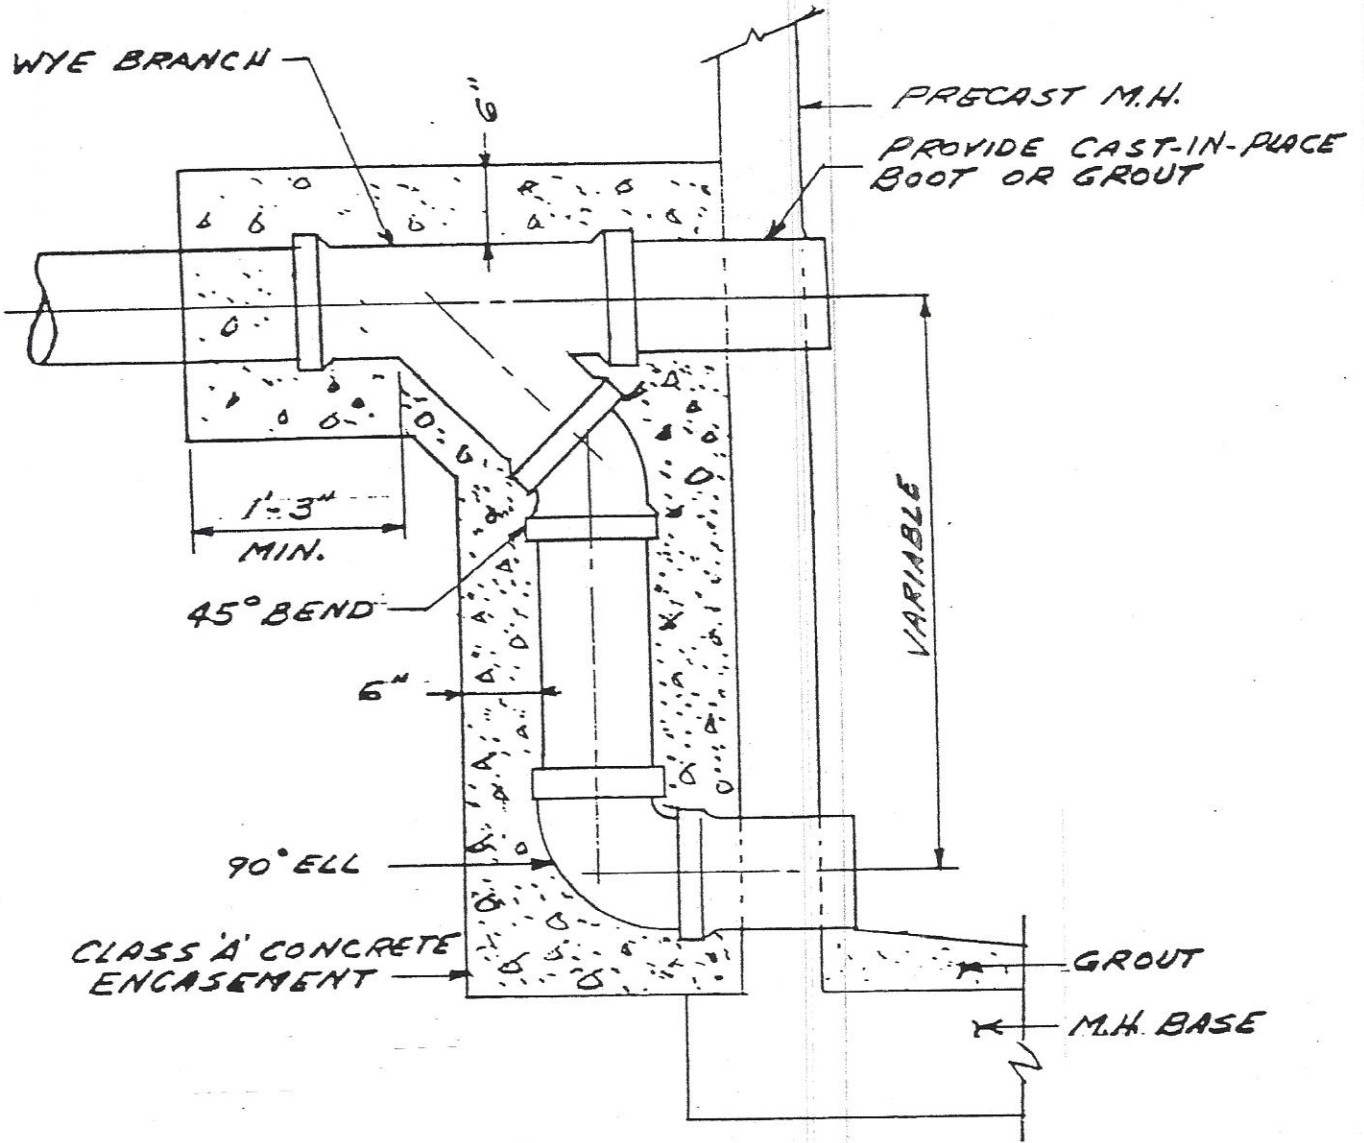 WYE BRANCH
6"
PRECAST M.H.
PROVIDE CAST-IN-PLACE
BOOT OR GROUT
1'-3"
MIN.
45° BEND
VARIABLE
6"
90° ELL
CLASS 'A' CONCRETE
ENCASEMENT
GROUT
M.H. BASE